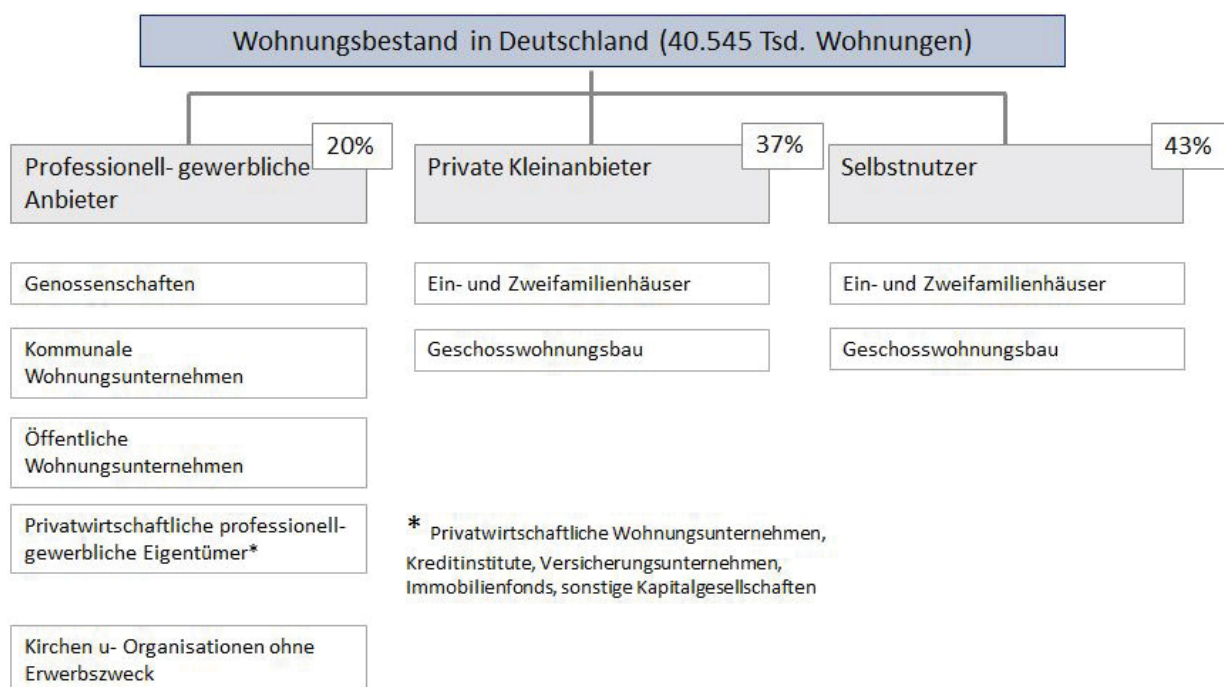 Wohnungsbestand in Deutschland (40.545 Tsd. Wohnungen)
20%
Professionell- gewerbliche
Anbieter
37%
Private Kleinanbieter
43%
Selbstnutzer
Genossenschaften
Kommunale
Wohnungsunternehmen
Öffentliche
Wohnungsunternehmen
Privatwirtschaftliche professionell-
gewerbliche Eigentümer*
Kirchen u- Organisationen ohne
Erwerbszweck
Ein- und Zweifamilienhäuser
Geschosswohnungsbau
Ein- und Zweifamilienhäuser
Geschosswohnungsbau
* Privatwirtschaftliche Wohnungsunternehmen,
Kreditinstitute, Versicherungsunternehmen,
Immobilienfonds, sonstige Kapitalgesellschaften